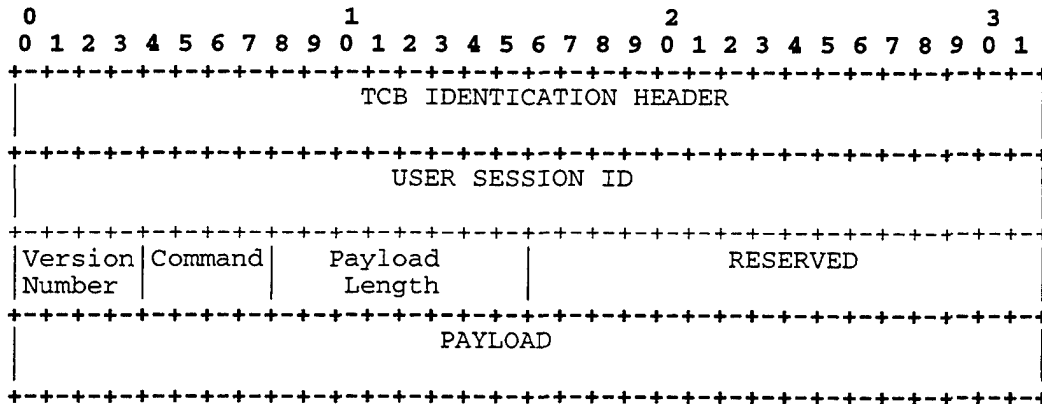 0 1 2 3
0 1 2 3 4 5 6 7 8 9 0 1 2 3 4 5 6 7 8 9 0 1 2 3 4 5 6 7 8 9 0 1
+-+-+-+-+-+-+-+-+-+-+-+-+-+-+-+-+-+-+-+-+-+-+-+-+-+-+-+-+-+-+-+-+
TCB IDENTICATION HEADER
+-+-+-+-+-+-+-+-+-+-+-+-+-+-+-+-+-+-+-+-+-+-+-+-+-+-+-+-+-+-+-+-+
USER SESSION ID
+-+-+-+-+-+-+-+-+-+-+-+-+-+-+-+-+-+-+-+-+-+-+-+-+-+-+-+-+-+-+-+-+
|Version|Command| Payload | RESERVED
|Number | | Length |
+-+-+-+-+-+-+-+-+-+-+-+-+-+-+-+-+-+-+-+-+-+-+-+-+-+-+-+-+-+-+-+-+
PAYLOAD
+-+-+-+-+-+-+-+-+-+-+-+-+-+-+-+-+-+-+-+-+-+-+-+-+-+-+-+-+-+-+-+-+